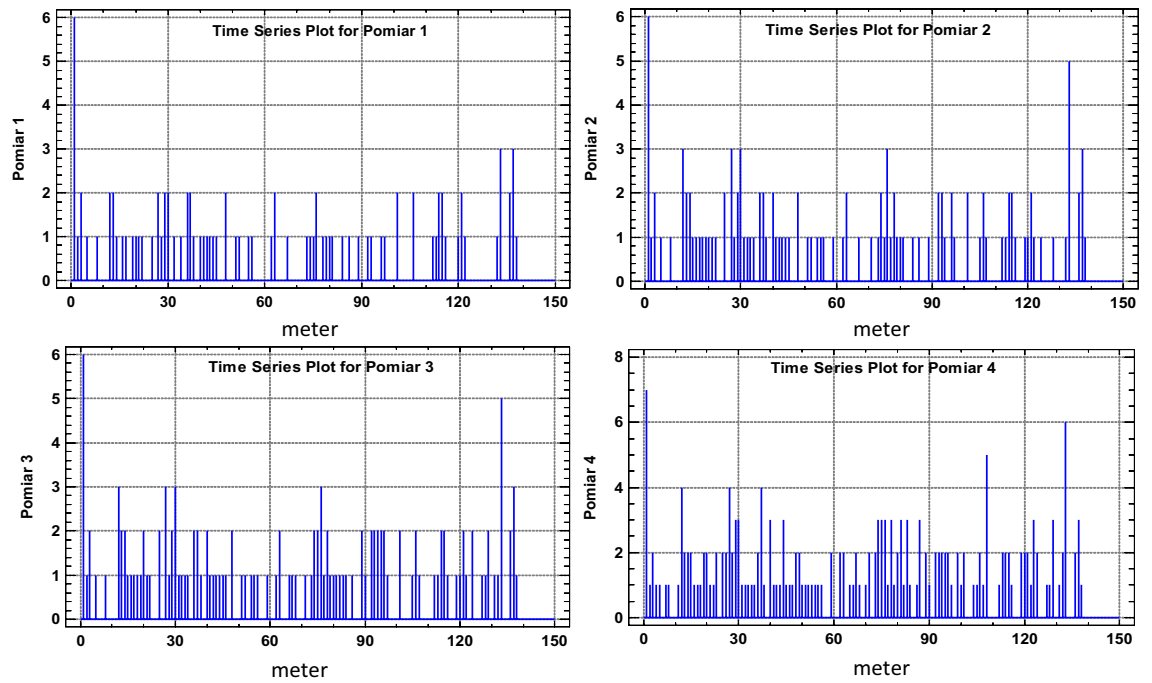 Time Series Plot for Pomiar 1
Pomiar 1
6
5
4
3
2
1
0
0 30 60 90 120 150
meter
Time Series Plot for Pomiar 2
Pomiar 2
6
5
4
3
2
1
0
0 30 60 90 120 150
meter
Time Series Plot for Pomiar 3
Pomiar 3
6
5
4
3
2
1
0
0 30 60 90 120 150
meter
Time Series Plot for Pomiar 4
Pomiar 4
8
6
4
2
0
0 30 60 90 120 150
meter